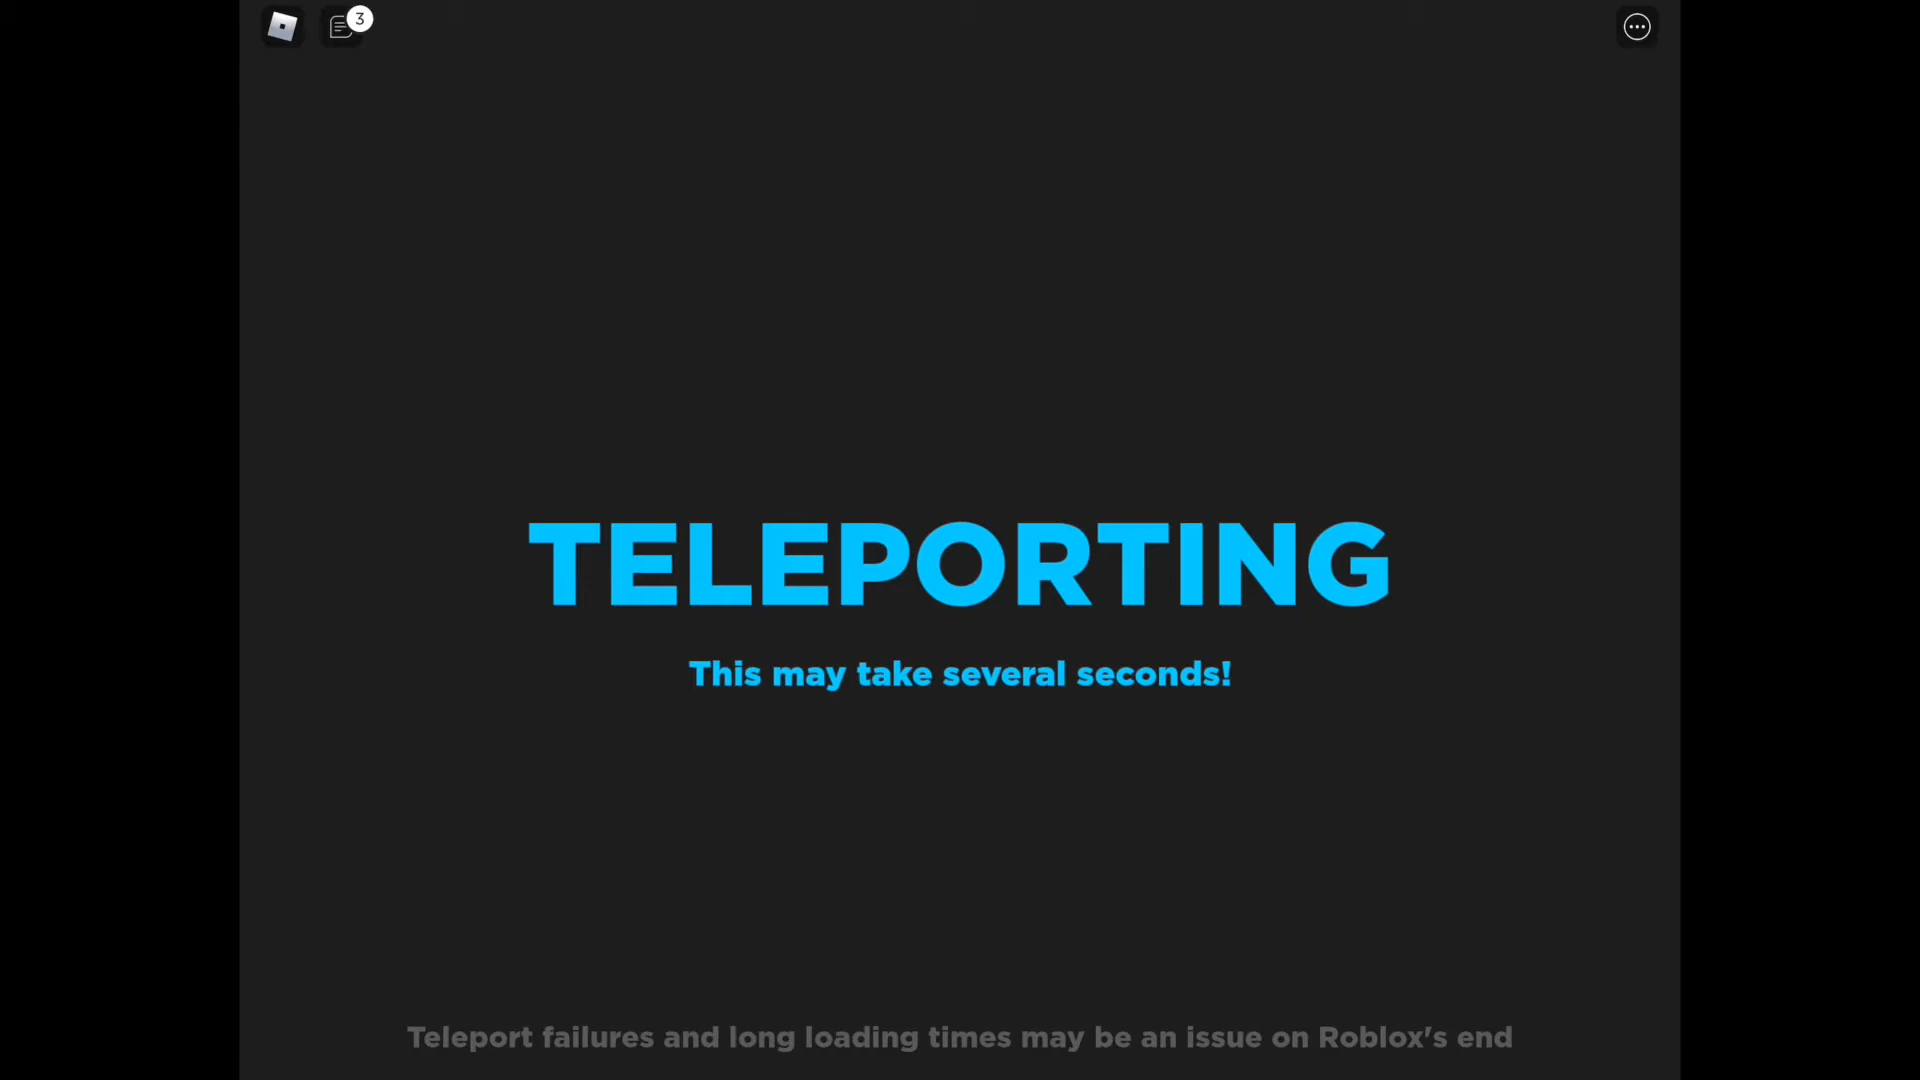 3
TELEPORTING
This may take several seconds!
Teleport failures and long loading times may be an issue on Roblox's end